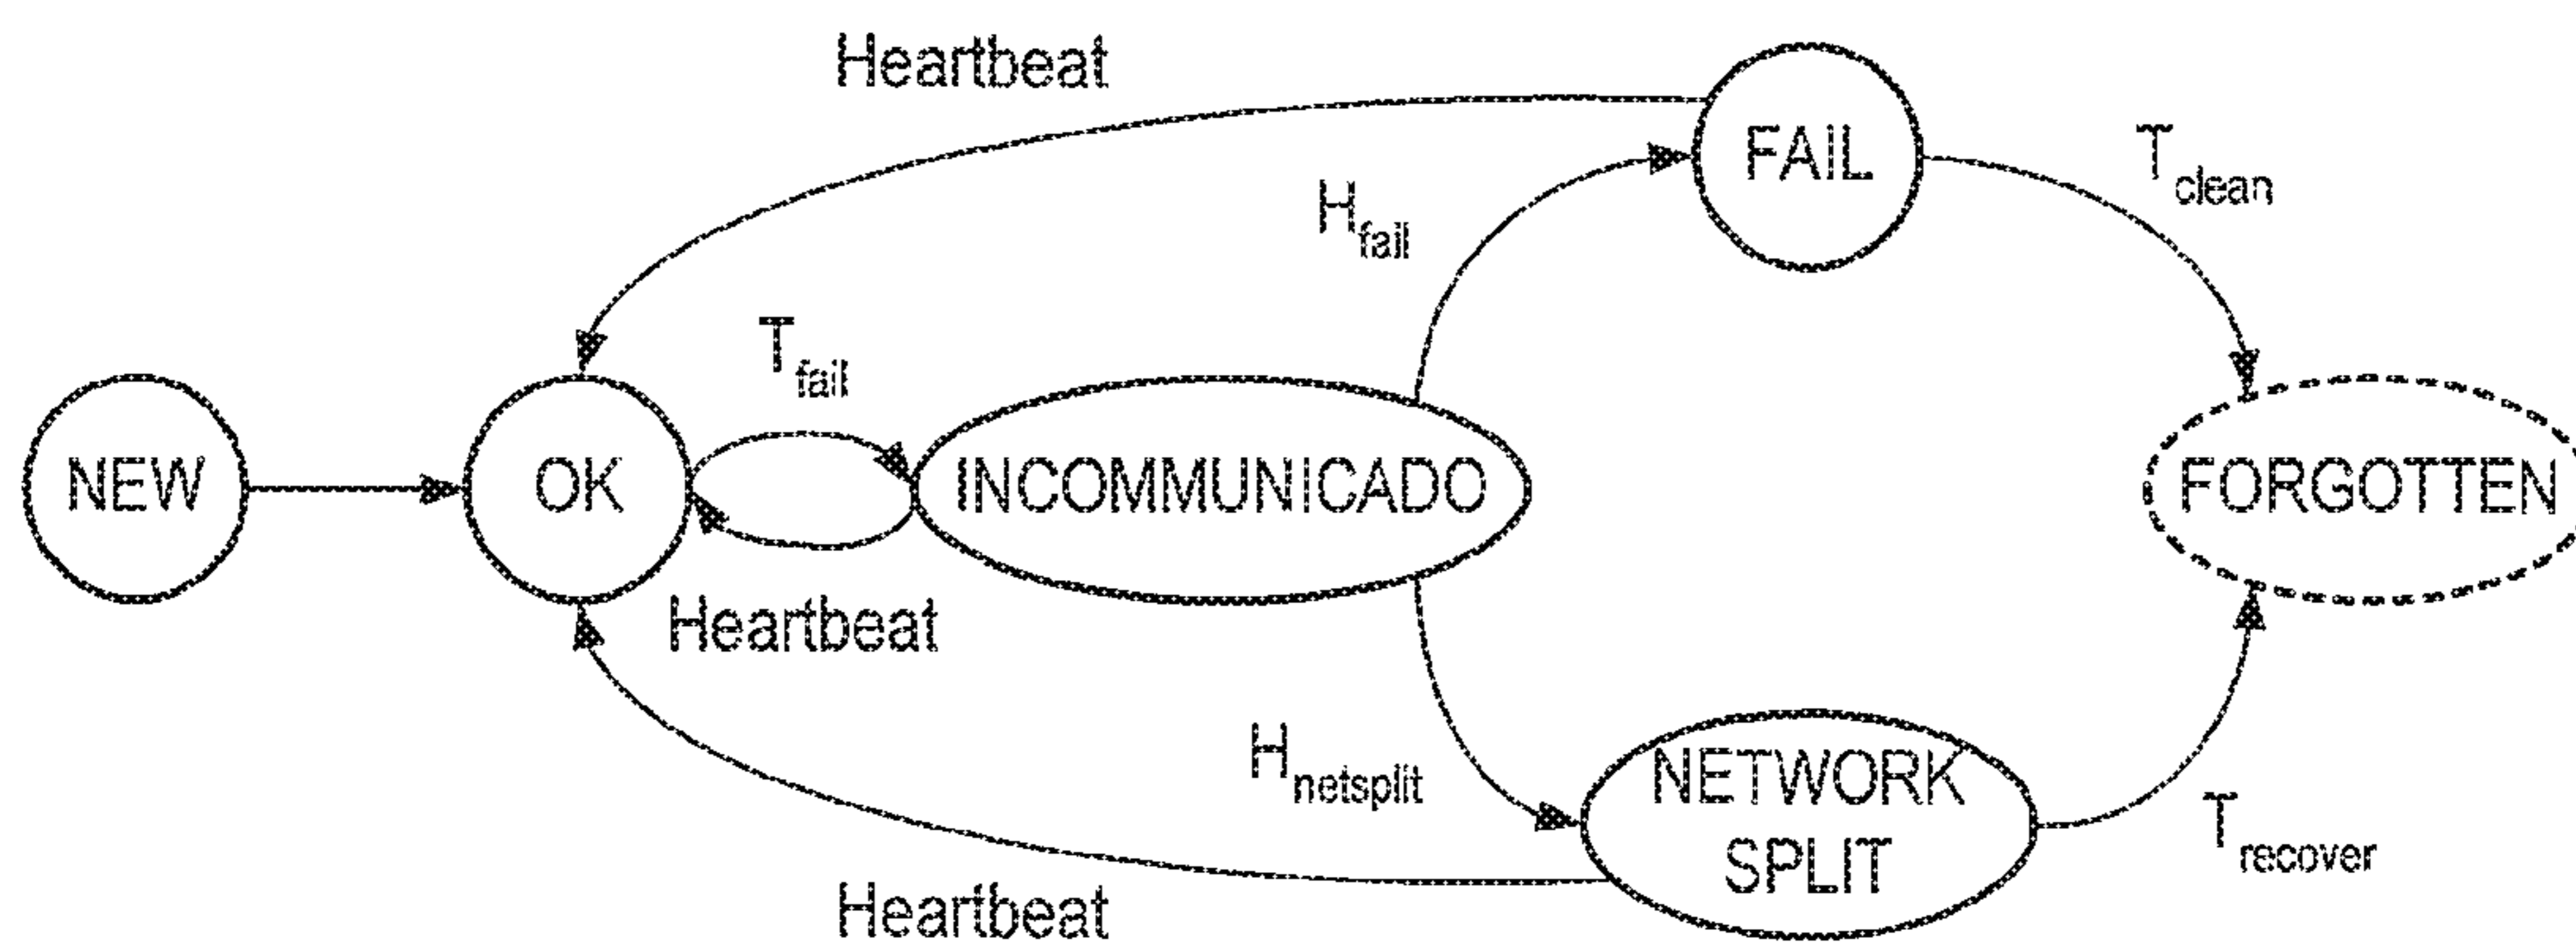 Heartbeat
FAIL
T clean
H fail
T fail
NEW
OK
INCOMMUNICADO
FORGOTTEN
Heartbeat
H netsplit
NETWORK
SPLIT
T recover
Heartbeat